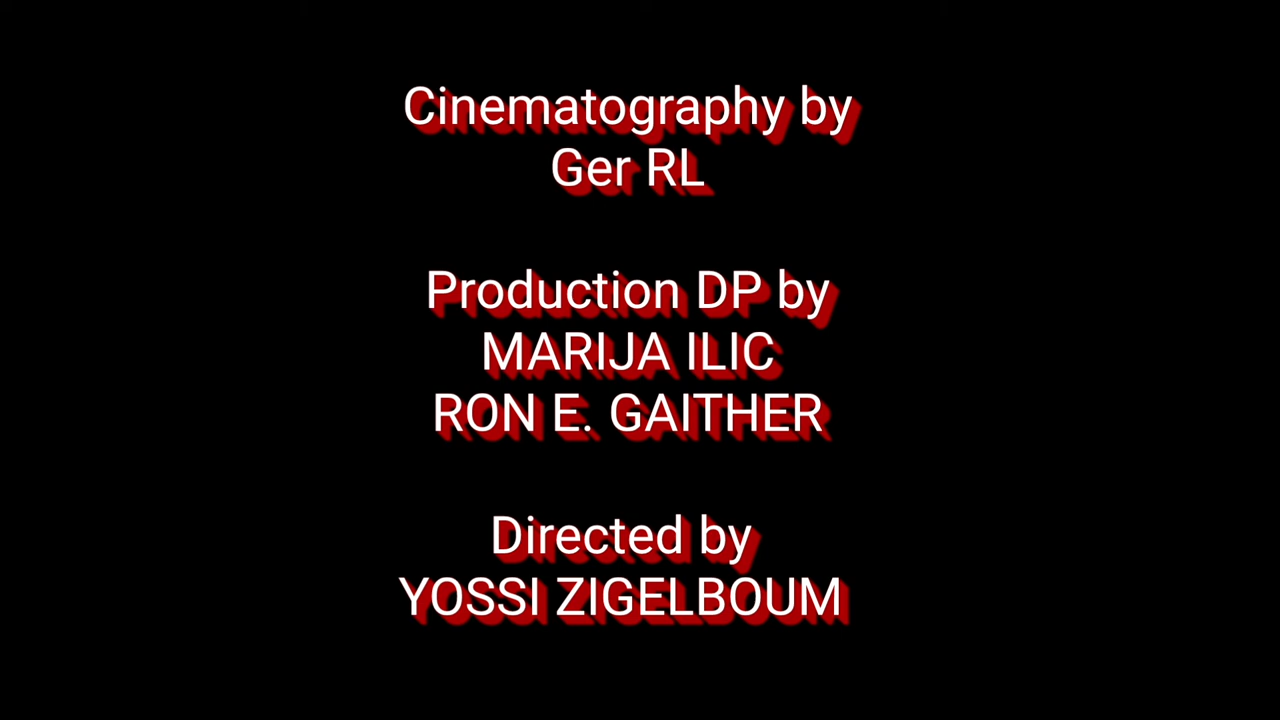 Cinematography by
Ger RL
Production DP by
MARIJA ILIC
RON E. GAITHER
Directed by
YOSSI ZIGELBOUM